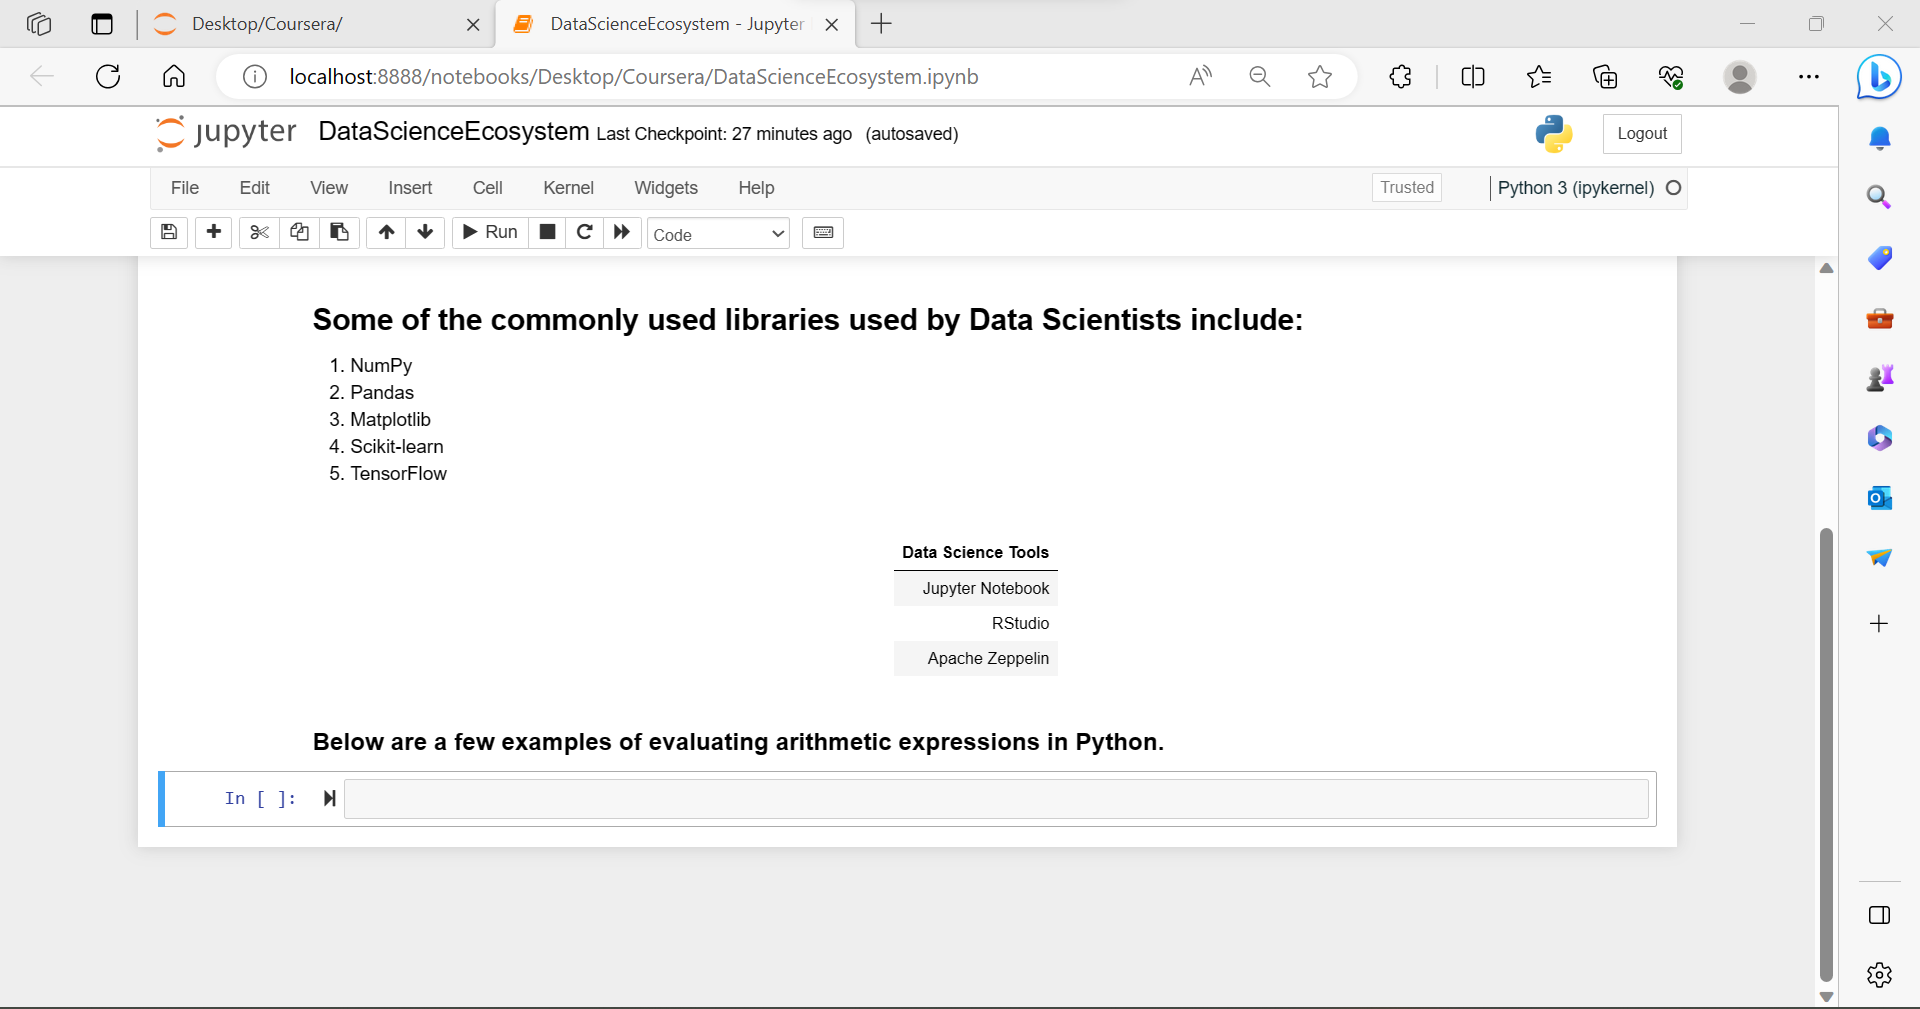 Desktop/Coursera/
DataScienceEcosystem - Jupyter
localhost:8888/notebooks/Desktop/Coursera/DataScienceEcosystem.ipynb
jupyter DataScienceEcosystem Last Checkpoint: 27 minutes ago (autosaved)
Logout
File Edit View Insert Cell Kernel Widgets Help
Trusted
Python 3 (ipykernel)
Run
Code
Some of the commonly used libraries used by Data Scientists include:
1. NumPy
2. Pandas
3. Matplotlib
4. Scikit-learn
5. TensorFlow
Data Science Tools
Jupyter Notebook
RStudio
Apache Zeppelin
Below are a few examples of evaluating arithmetic expressions in Python.
In [ ]: